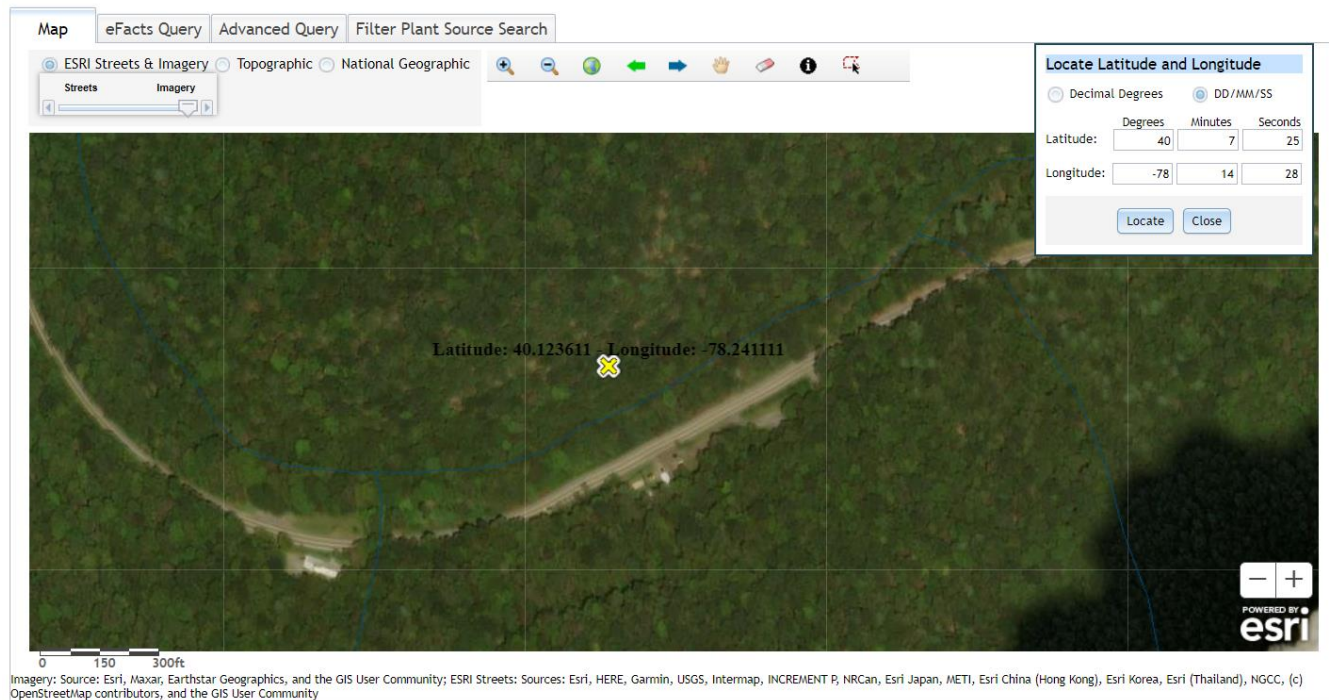 Map eFacts Query Advanced Query Filter Plant Source Search
ESRI Streets & Imagery Topographic National Geographic
Streets Imagery
Locate Latitude and Longitude
Decimal Degrees DD/MM/SS
Degrees Minutes Seconds
Latitude: 40 7 25
Longitude: -78 14 28
Locate Close
Latitude: 40.123611 - Longitude: -78.241111
POWERED BY
esri
0 150 300ft
Imagery: Source: Esri, Maxar, Earthstar Geographics, and the GIS User Community; ESRI Streets: Sources: Esri, HERE, Garmin, USGS, Intermap, INCREMENT P, NRCan, Esri Japan, METI, Esri China (Hong Kong), Esri Korea, Esri (Thailand), NGCC, (c)
OpenStreetMap contributors, and the GIS User Community